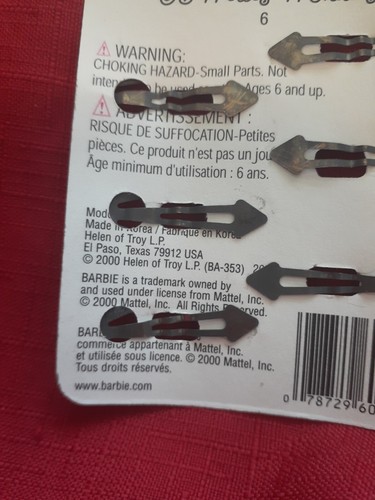 6
⚠ WARNING:
CHOKING HAZARD-Small Parts. Not
Ages 6 and up.
⚠ ADVERTISSEMENT :
RISQUE DE SUFFOCATION-Petites
pièces. Ce produit n'est pas un
Âge minimum d'utilisation : 6 ans.
Made in Korea / Fabriqué en
Helen of Troy L.P.
El Paso, Texas 79912 USA
© 2000 Helen of Troy L.P. (BA-353)
BARBIE is a trademark owned by
and used under license from Mattel, Inc.
© 2000 Mattel, Inc. All Rights
commerce appartenant à Mattel, Inc.
et utilisée sous licence. © 2000 Mattel, Inc.
Tous droits réservés.
www.barbie.com
0 78729 60